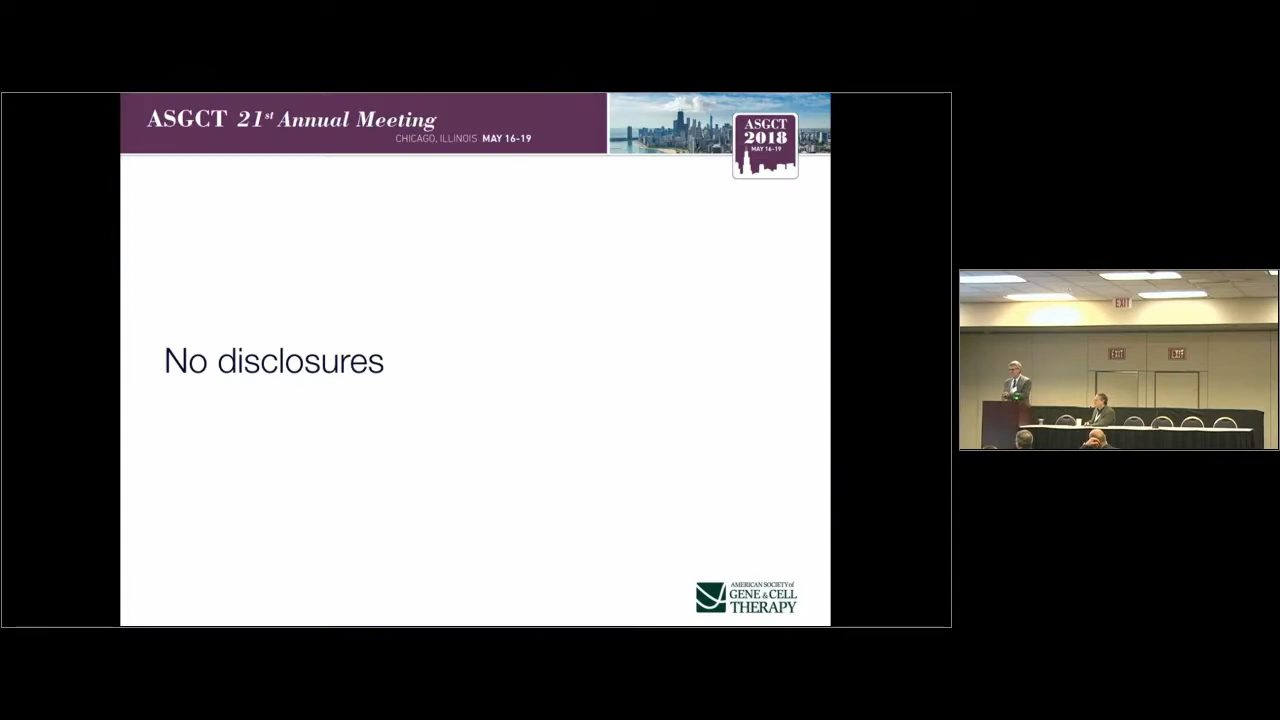 ASGCT 21st Annual Meeting
CHICAGO, ILLINOIS MAY 16-19
ASGCT
2018
MAY 16-19
No disclosures
AMERICAN SOCIETY of
GENE & CELL
THERAPY
EXIT
EXIT
EXIT